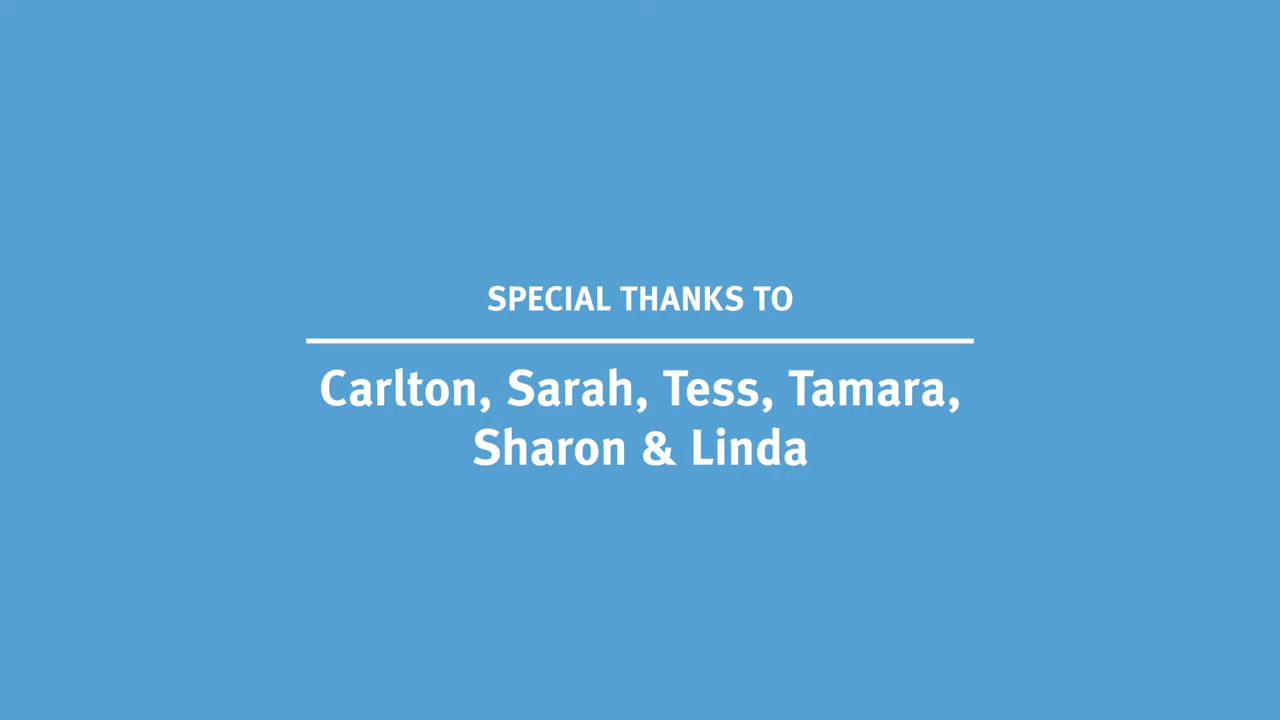 SPECIAL THANKS TO
Carlton, Sarah, Tess, Tamara,
Sharon & Linda